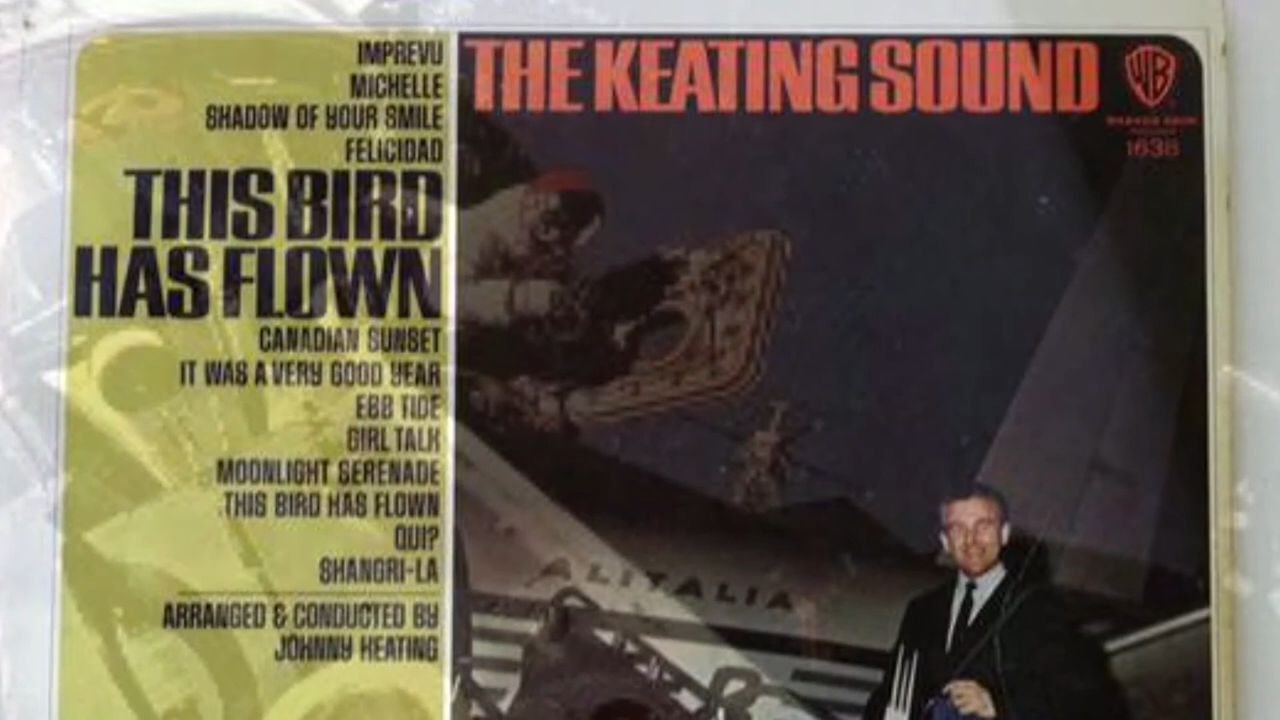 IMPREVU
MICHELLE
SHADOW OF YOUR SMILE
FELICIDAD
THIS BIRD
HAS FLOWN
CANADIAN SUNSET
IT WAS A VERY GOOD YEAR
EBB TIDE
GIRL TALK
MOONLIGHT SERENADE
THIS BIRD HAS FLOWN
QUI?
SHANGRI-LA
ARRANGED & CONDUCTED BY
JOHNNY KEATING
THE KEATING SOUND
WB
WARNER BROS
1638
ALITALIA